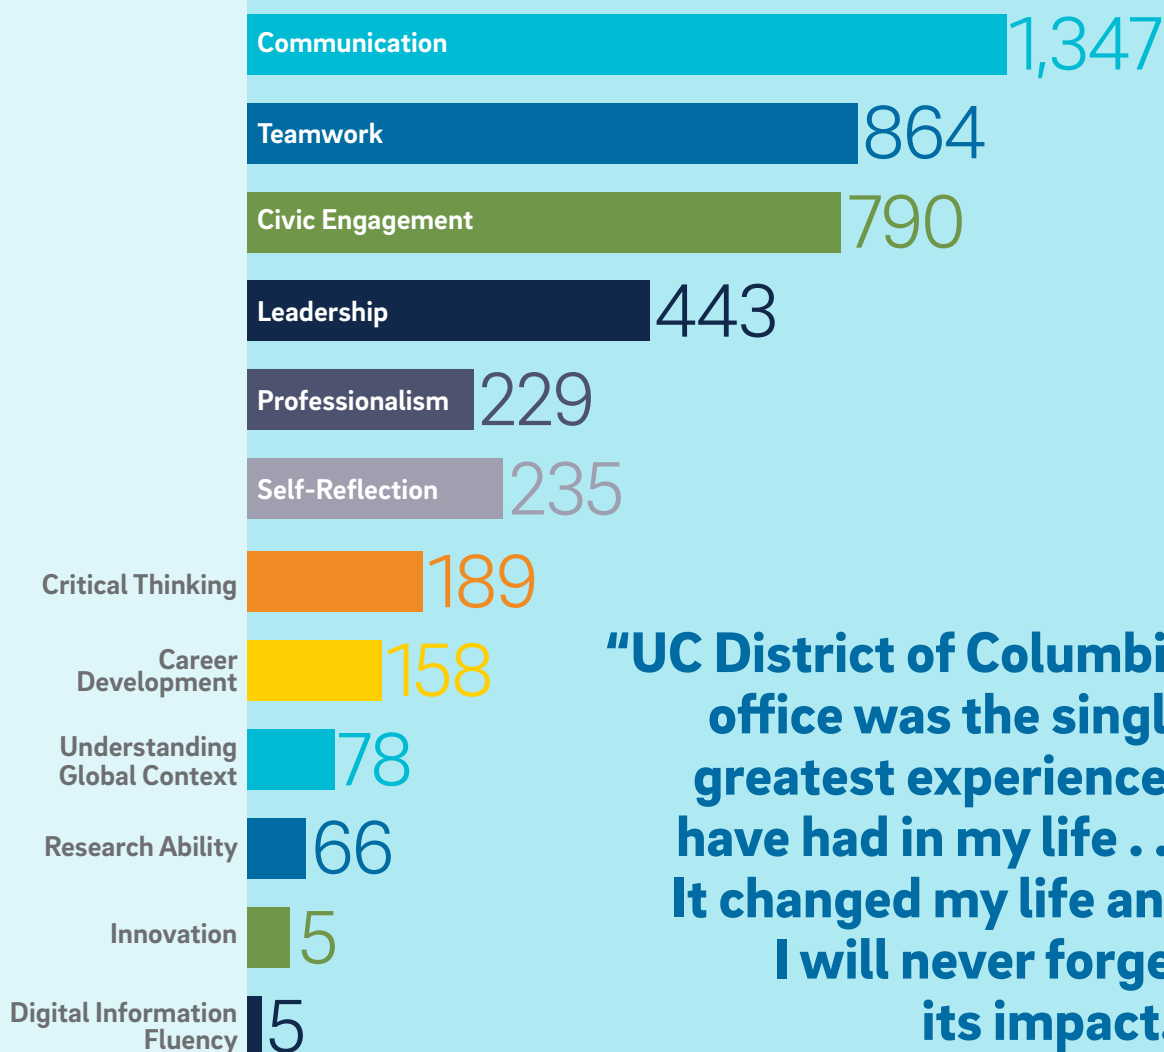 Communication 1,347
Teamwork 864
Civic Engagement 790
Leadership 443
Professionalism 229
Self-Reflection 235
Critical Thinking 189
Career
Development 158
Understanding
Global Context 78
Research Ability 66
Innovation 5
Digital Information
Fluency 5
“UC District of Columbi
office was the singl
greatest experience
have had in my life . .
It changed my life an
I will never forge
its impact.